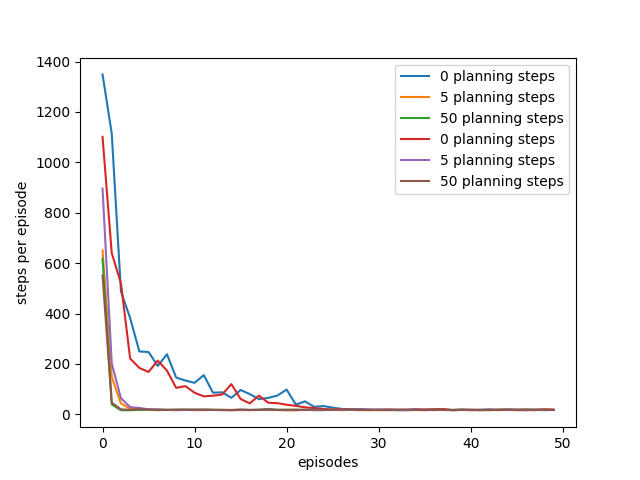 1400
1200
1000
800
600
400
200
0
steps per episode
0 planning steps
5 planning steps
50 planning steps
0 planning steps
5 planning steps
50 planning steps
0 10 20 30 40 50
episodes